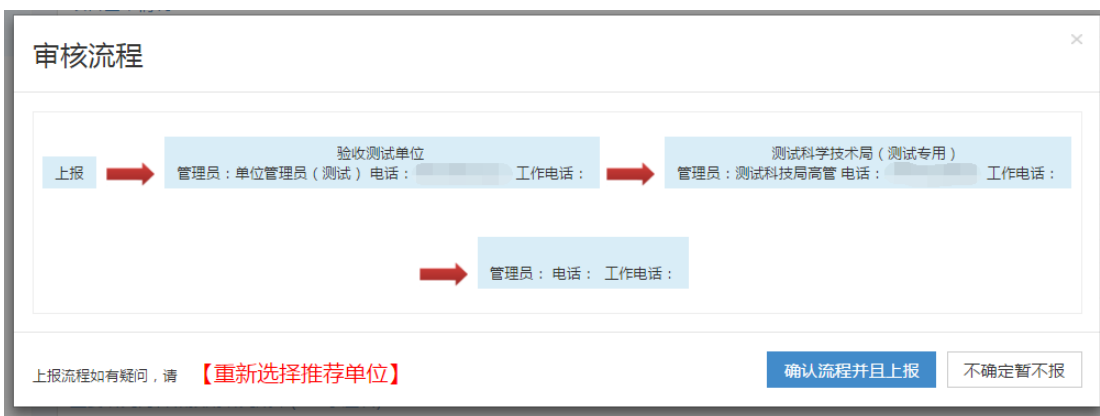 审核流程
×
上报
验收测试单位
管理员：单位管理员（测试）电话： 工作电话：
测试科学技术局（测试专用）
管理员：测试科技局高管 电话： 工作电话：
管理员： 电话： 工作电话：
上报流程如有疑问，请 【重新选择推荐单位】
确认流程并且上报
不确定暂不报